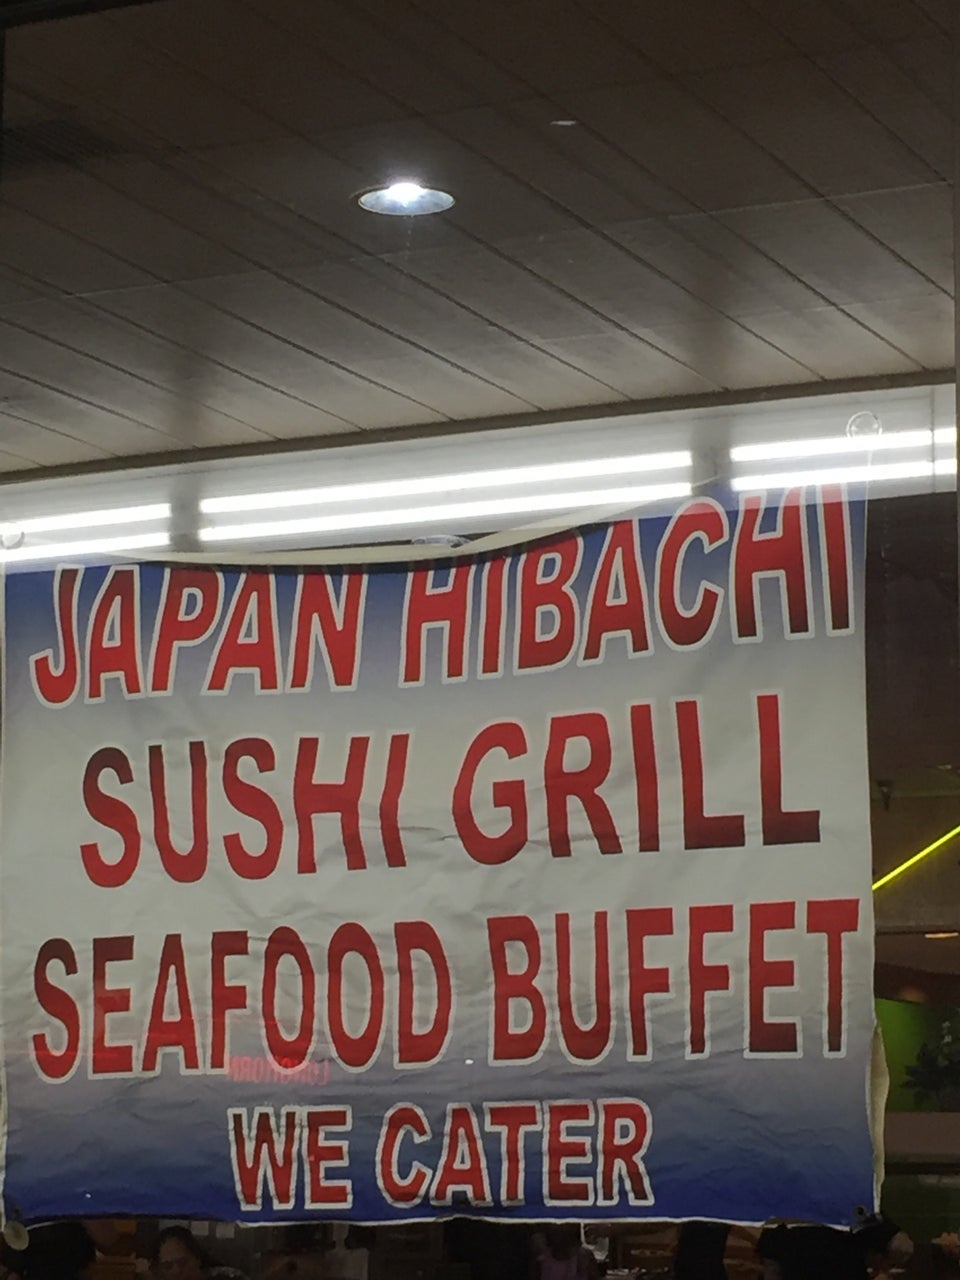 JAPAN HIBACHI
SUSHI GRILL
SEAFOOD BUFFET
WE CATER